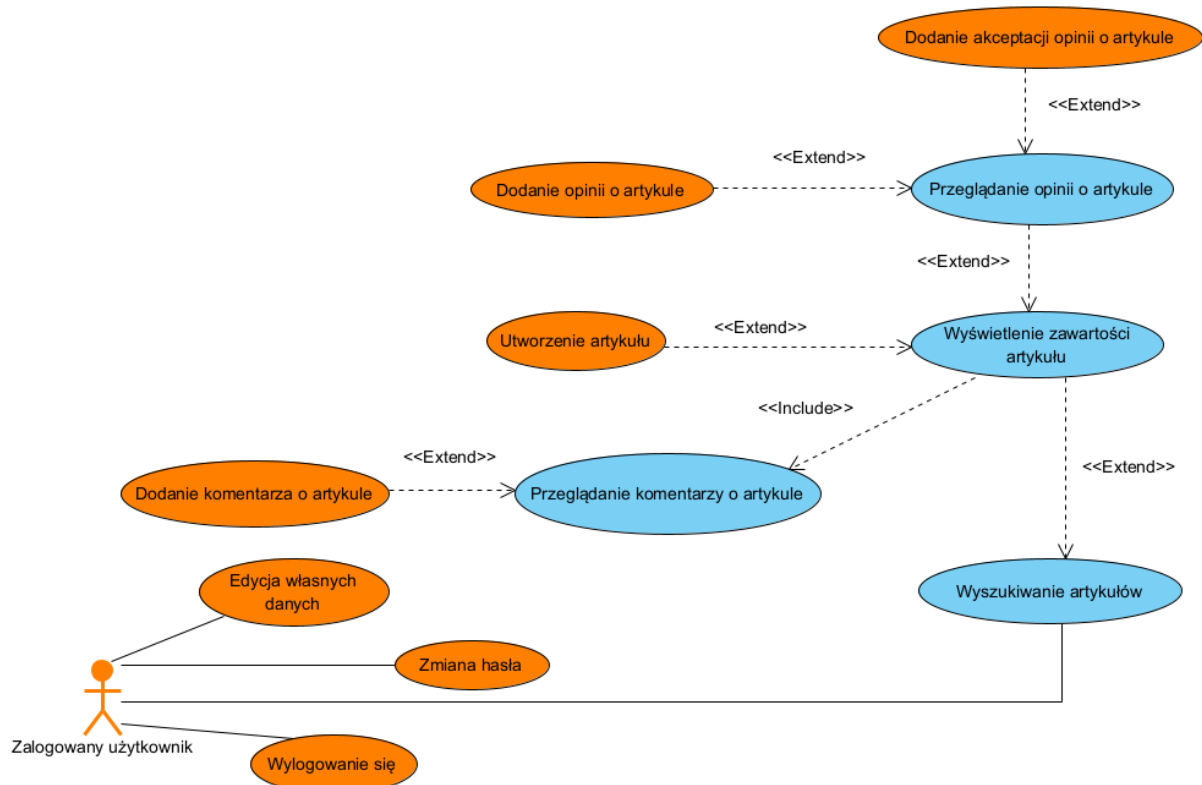 Dodanie akceptacji opinii o artykule
<<Extend>>
<<Extend>>
Dodanie opinii o artykule
Przeglądanie opinii o artykule
<<Extend>>
<<Extend>>
Utworzenie artykułu
Wyświetlenie zawartości
artykułu
<<Include>>
<<Extend>>
<<Extend>>
Dodanie komentarza o artykule
Przeglądanie komentarzy o artykule
Edycja własnych
danych
Wyszukiwanie artykułów
Zmiana hasła
Zalogowany użytkownik
Wylogowanie się